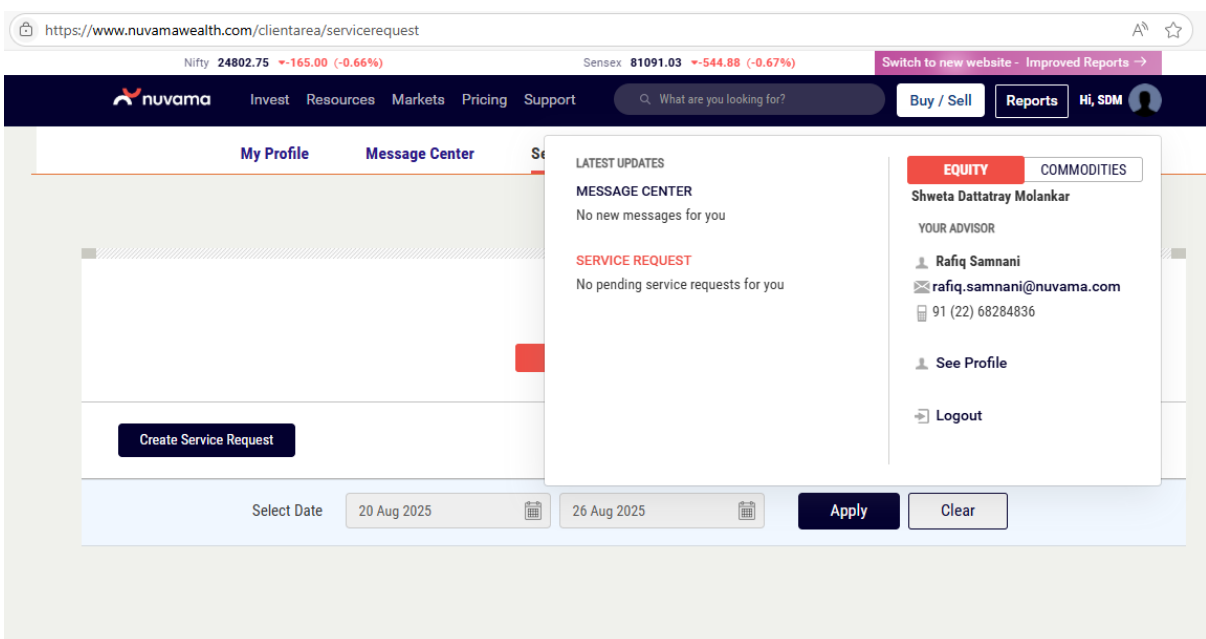 https://www.nuvamawealth.com/clientarea/servicerequest
Nifty 24802.75 -165.00 (-0.66%) Sensex 81091.03 -544.88 (-0.67%) Switch to new website - Improved Reports →
nuvama Invest Resources Markets Pricing Support What are you looking for? Buy / Sell Reports Hi, SDM
My Profile Message Center Se
LATEST UPDATES
MESSAGE CENTER
No new messages for you
SERVICE REQUEST
No pending service requests for you
EQUITY COMMODITIES
Shweta Dattatray Molankar
YOUR ADVISOR
Rafiq Samnani
rafiq.samnani@nuvama.com
91 (22) 68284836
See Profile
Logout
Create Service Request
Select Date 20 Aug 2025 26 Aug 2025 Apply Clear